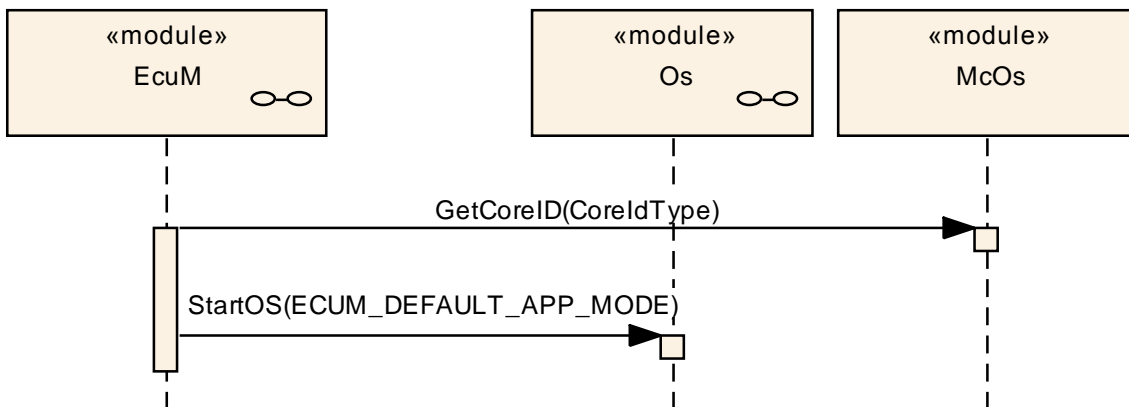 «module»
EcuM
«module»
Os
«module»
McOs
GetCoreID(CoreIdType)
StartOS(ECUM_DEFAULT_APP_MODE)